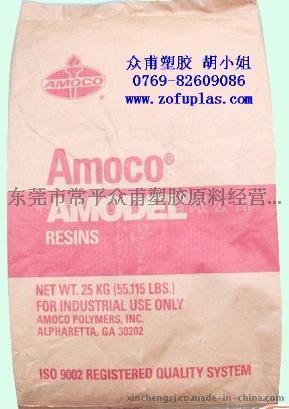 众甫塑胶 胡小姐
0769-82609086
www.zofuplas.com
AMOCO
Amoco®
东莞市常平众甫塑胶原料经营...
AMODEL
RESINS
NET WT. 25 KG (55.115 LBS.)
FOR INDUSTRIAL USE ONLY
AMOCO POLYMERS, INC.
ALPHARETTA, GA 30202
ISO 9002 REGISTERED QUALITY SYSTEM
xinchengsj.cn.made-in-china.com